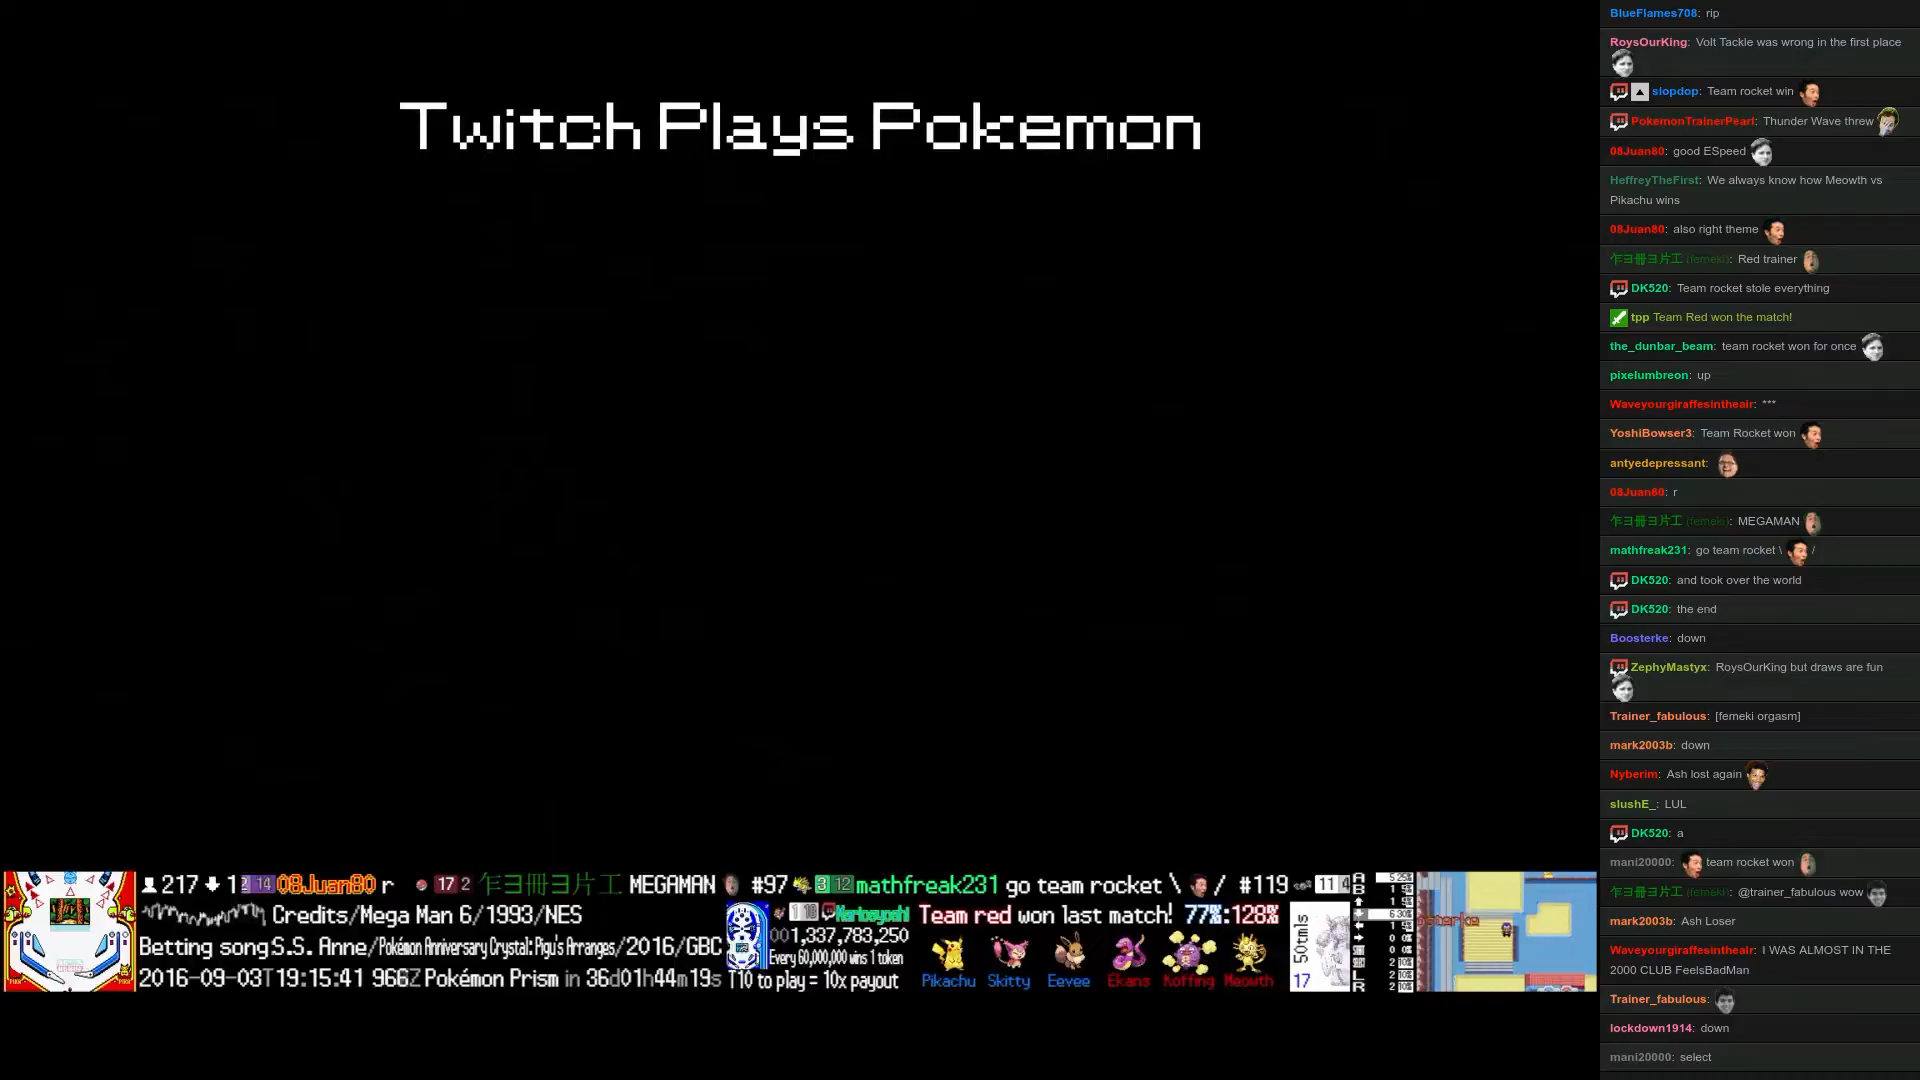 Twitch Plays Pokemon
BlueFlames708: rip
RoysOurKing: Volt Tackle was wrong in the first place
slopdop: Team rocket win
PokemonTrainerPearl: Thunder Wave threw
08Juan80: good ESpeed
HeffreyTheFirst: We always know how Meowth vs
Pikachu wins
08Juan80: also right theme
乍ヨ冊ヨ片工 (femeki): Red trainer
DK520: Team rocket stole everything
tpp Team Red won the match!
the_dunbar_beam: team rocket won for once
pixelumbreon: up
Waveyourgiraffesintheair: ***
YoshiBowser3: Team Rocket won
antyedepressant:
08Juan80: r
乍ヨ冊ヨ片工 (femeki): MEGAMAN
mathfreak231: go team rocket \ /
DK520: and took over the world
DK520: the end
Boosterke: down
ZephyMastyx: RoysOurKing but draws are fun
Trainer_fabulous: [femeki orgasm]
mark2003b: down
Nyberim: Ash lost again
slushE_: LUL
DK520: a
mani20000: team rocket won
乍ヨ冊ヨ片工 (femeki): @trainer_fabulous wow
mark2003b: Ash Loser
Waveyourgiraffesintheair: I WAS ALMOST IN THE
2000 CLUB FeelsBadMan
Trainer_fabulous:
lockdown1914: down
mani20000: select
217 1 2 14 08Juan80 r 17 2 乍ヨ冊ヨ片工 MEGAMAN #97 3 12 mathfreak231 go team rocket \ / #119 11 4
Credits/Mega Man 6/1993/NES
1 18 Team red won last match! 77%:128%
Betting song:S.S. Anne/Pokémon Anniversary Crystal: Pigu's Arranges/2016/GBC
001,337,783,250
Every 60,000,000 wins 1 token
2016-09-03T19:15:41 Pokémon Prism in 36d01h44m19s
T10 to play = 10x payout
Pikachu Skitty Eevee Ekans Koffing Meowth
50tmls
17